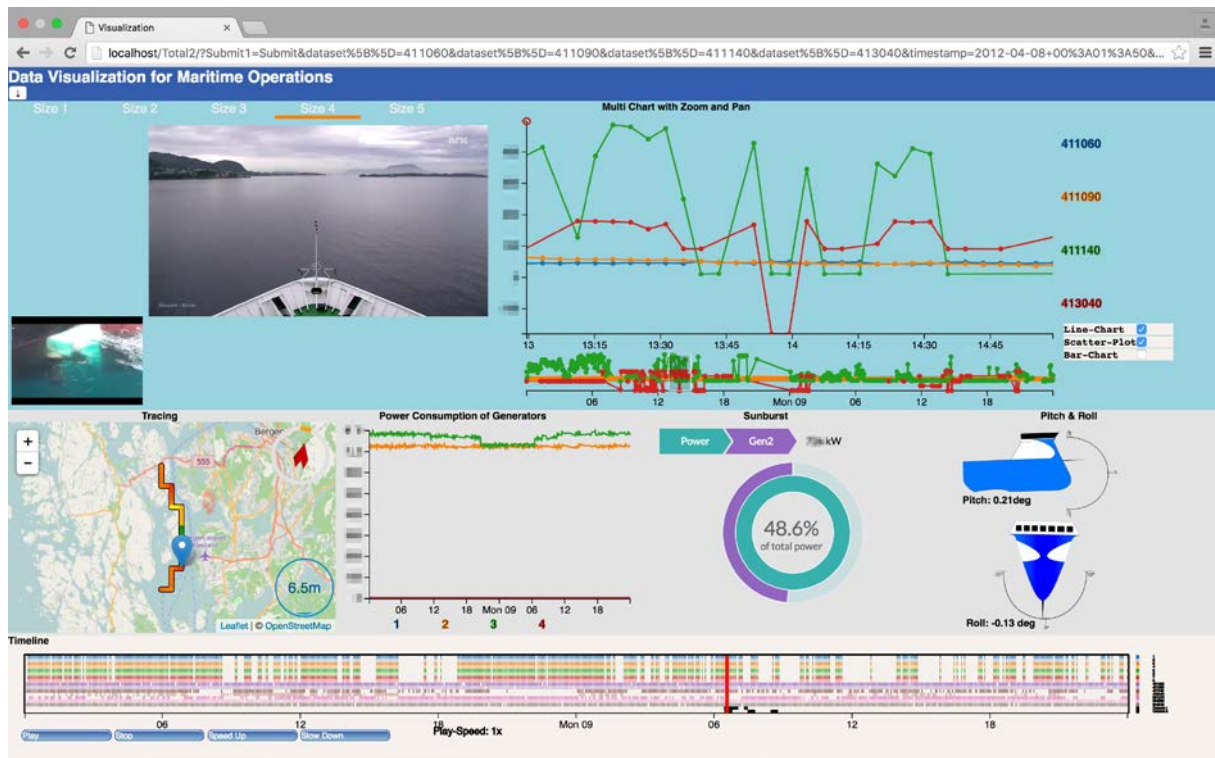 Visualization
localhost/Total2/?Submit1=Submit&dataset%5B%5D=411060&dataset%5B%5D=411090&dataset%5B%5D=411140&dataset%5B%5D=413040&timestamp=2012-04-08+00%3A01%3A50&...
Data Visualization for Maritime Operations
Size 1 Size 2 Size 3 Size 4 Size 5
Multi Chart with Zoom and Pan
NRK
411060
411090
411140
413040
Line-Chart
Scatter-Plot
Bar-Chart
13 13:15 13:30 13:45 14 14:15 14:30 14:45
06 12 18 Mon 09 06 12 18
Tracing
+
-
Bergen
555
6.5m
Leaflet | © OpenStreetMap
Power Consumption of Generators
06 12 18 Mon 09 06 12 18
1 2 3 4
Sunburst
Power Gen2 kW
48.6%
of total power
Pitch & Roll
Pitch: 0.21deg
Roll: -0.13 deg
Timeline
06 12 18 Mon 09 06 12 18
Play Stop Speed Up Slow Down Play-Speed: 1x